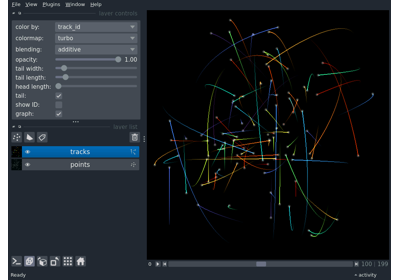 File View Plugins Window Help
layer controls
color by: track_id
colormap: turbo
blending: additive
opacity: 1.00
tail width:
tail length:
head length:
tail:
show ID:
graph:
layer list
tracks
points
100 | 199
Ready
activity